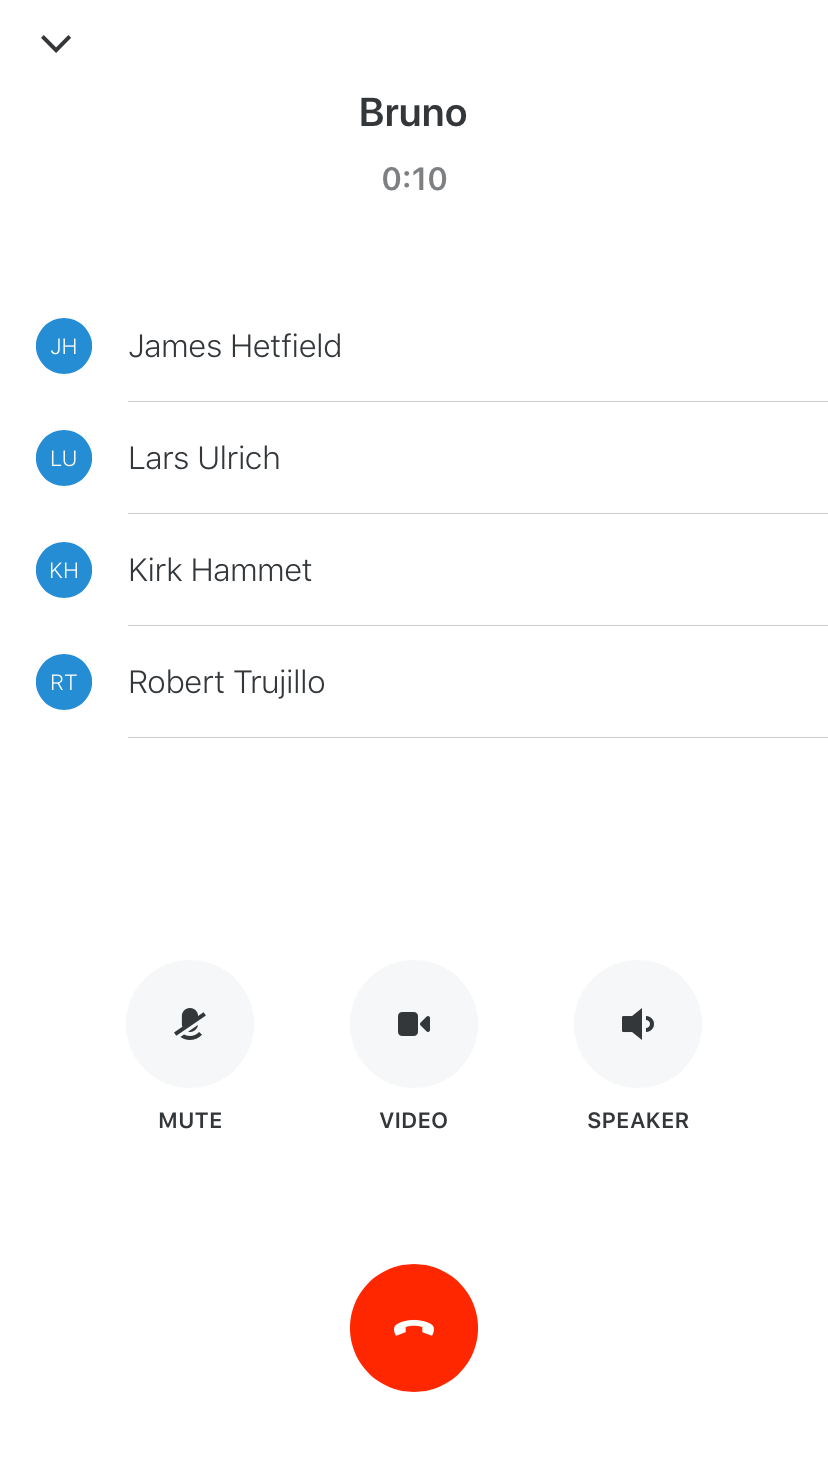 Bruno
0:10
JH James Hetfield
LU Lars Ulrich
KH Kirk Hammet
RT Robert Trujillo
MUTE VIDEO SPEAKER